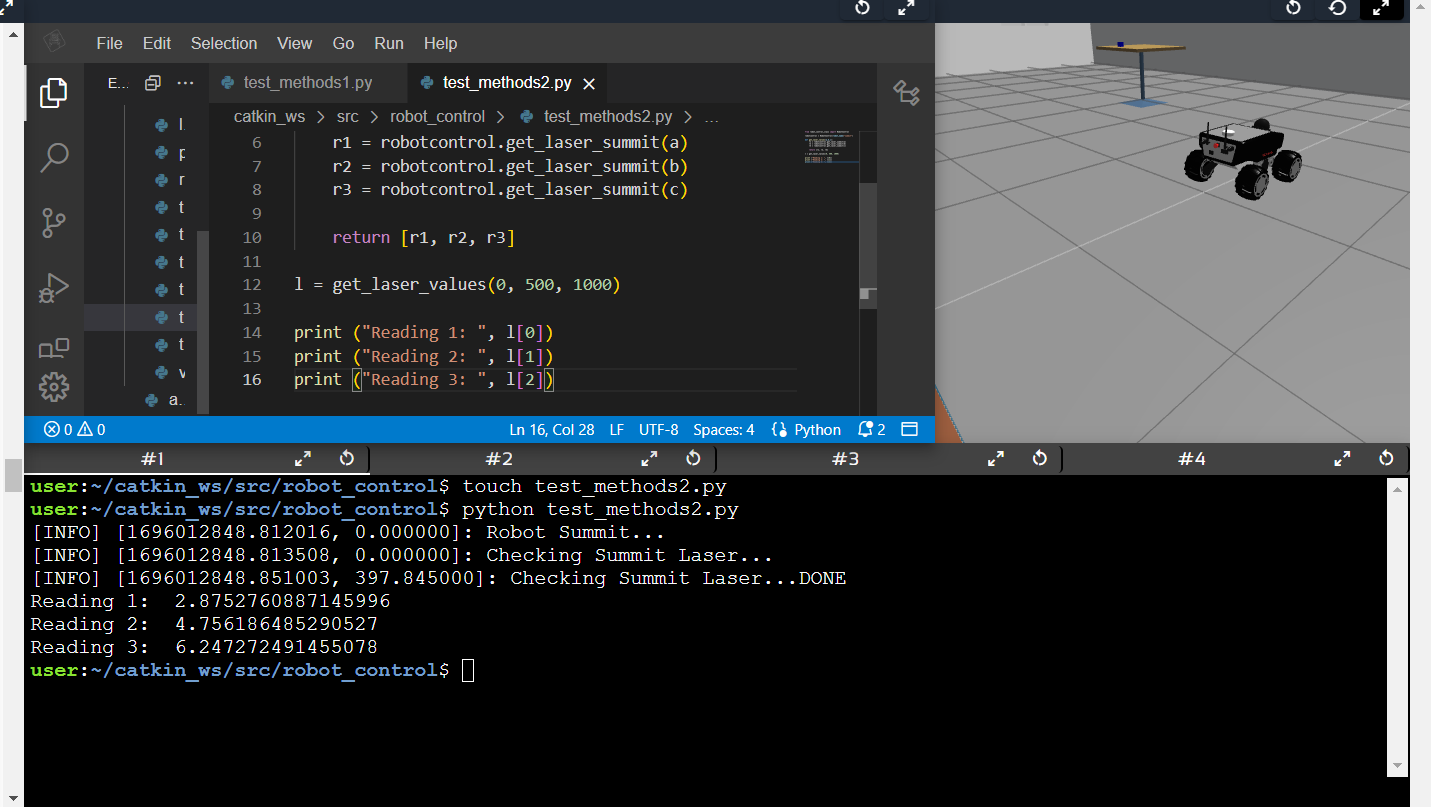 File Edit Selection View Go Run Help
E... test_methods1.py test_methods2.py
catkin_ws > src > robot_control > test_methods2.py > ...
l
p
r
t
t
t
t
t
t
v
a.
6 r1 = robotcontrol.get_laser_summit(a)
7 r2 = robotcontrol.get_laser_summit(b)
8 r3 = robotcontrol.get_laser_summit(c)
9
10 return [r1, r2, r3]
11
12 l = get_laser_values(0, 500, 1000)
13
14 print ("Reading 1: ", l[0])
15 print ("Reading 2: ", l[1])
16 print ("Reading 3: ", l[2])
0 0 Ln 16, Col 28 LF UTF-8 Spaces: 4 Python 2
#1 #2 #3 #4
user:~/catkin_ws/src/robot_control$ touch test_methods2.py
user:~/catkin_ws/src/robot_control$ python test_methods2.py
[INFO] [1696012848.812016, 0.000000]: Robot Summit...
[INFO] [1696012848.813508, 0.000000]: Checking Summit Laser...
[INFO] [1696012848.851003, 397.845000]: Checking Summit Laser...DONE
Reading 1:  2.8752760887145996
Reading 2:  4.756186485290527
Reading 3:  6.247272491455078
user:~/catkin_ws/src/robot_control$